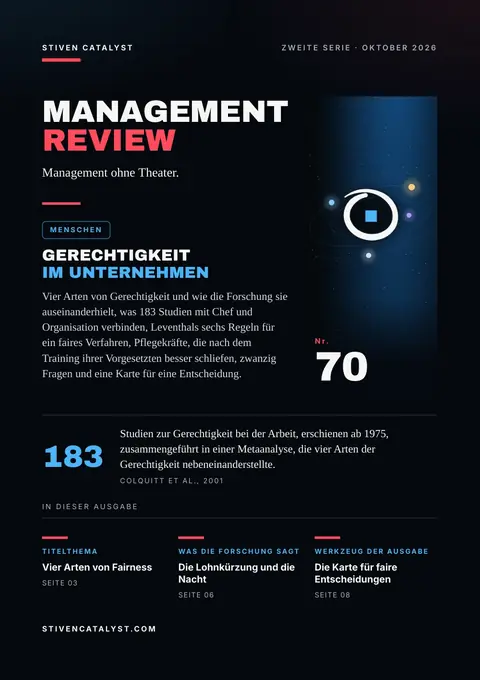 STIVEN CATALYST
ZWEITE SERIE · OKTOBER 2026
MANAGEMENT
REVIEW
Management ohne Theater.
MENSCHEN
GERECHTIGKEIT
IM UNTERNEHMEN
Vier Arten von Gerechtigkeit und wie die Forschung sie
auseinanderhielt, was 183 Studien mit Chef und
Organisation verbinden, Leventhals sechs Regeln für
ein faires Verfahren, Pflegekräfte, die nach dem
Training ihrer Vorgesetzten besser schliefen, zwanzig
Fragen und eine Karte für eine Entscheidung.
Nr.
70
183
Studien zur Gerechtigkeit bei der Arbeit, erschienen ab 1975,
zusammengeführt in einer Metaanalyse, die vier Arten der
Gerechtigkeit nebeneinanderstellte.
COLQUITT ET AL., 2001
IN DIESER AUSGABE
TITELTHEMA
Vier Arten von Fairness
SEITE 03
WAS DIE FORSCHUNG SAGT
Die Lohnkürzung und die
Nacht
SEITE 06
WERKZEUG DER AUSGABE
Die Karte für faire
Entscheidungen
SEITE 08
STIVENCATALYST.COM